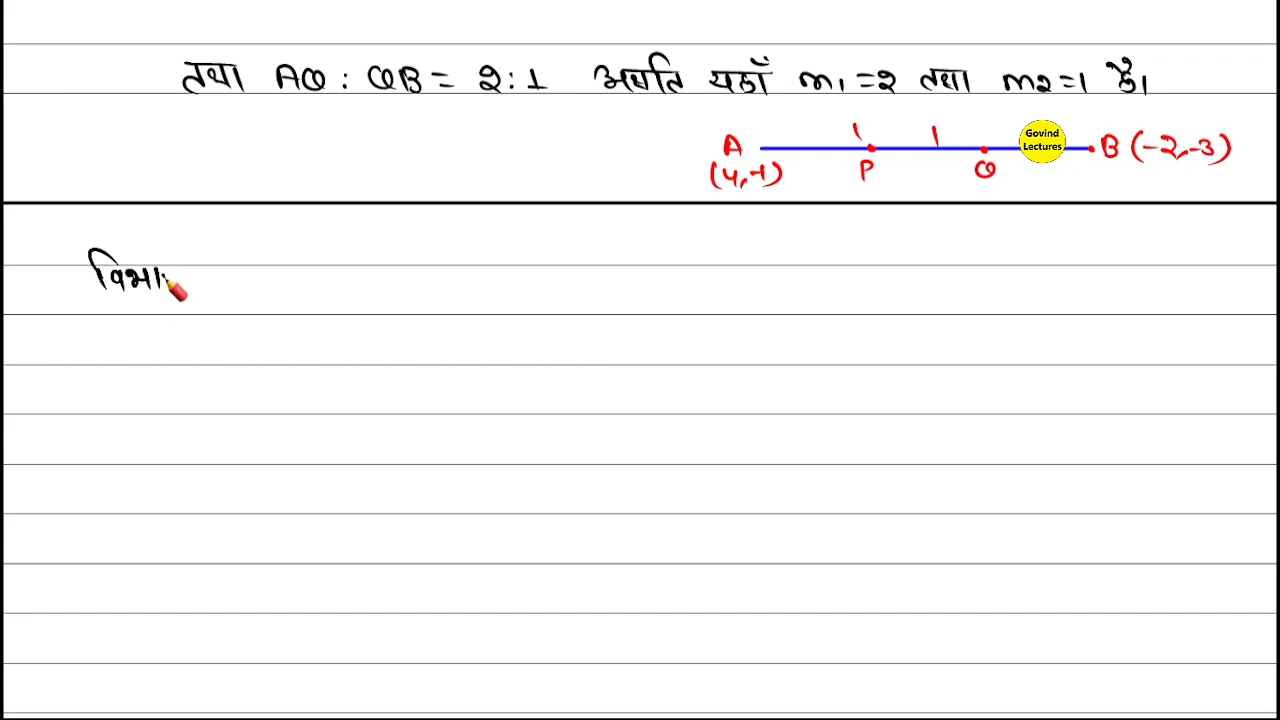 तथा AQ : QB = 2:1 अर्थात यहाँ m1 = 2 तथा m2 = 1 है।
1 1
A B (-2,-3)
(4,-1) P Q
Govind
Lectures
विभा